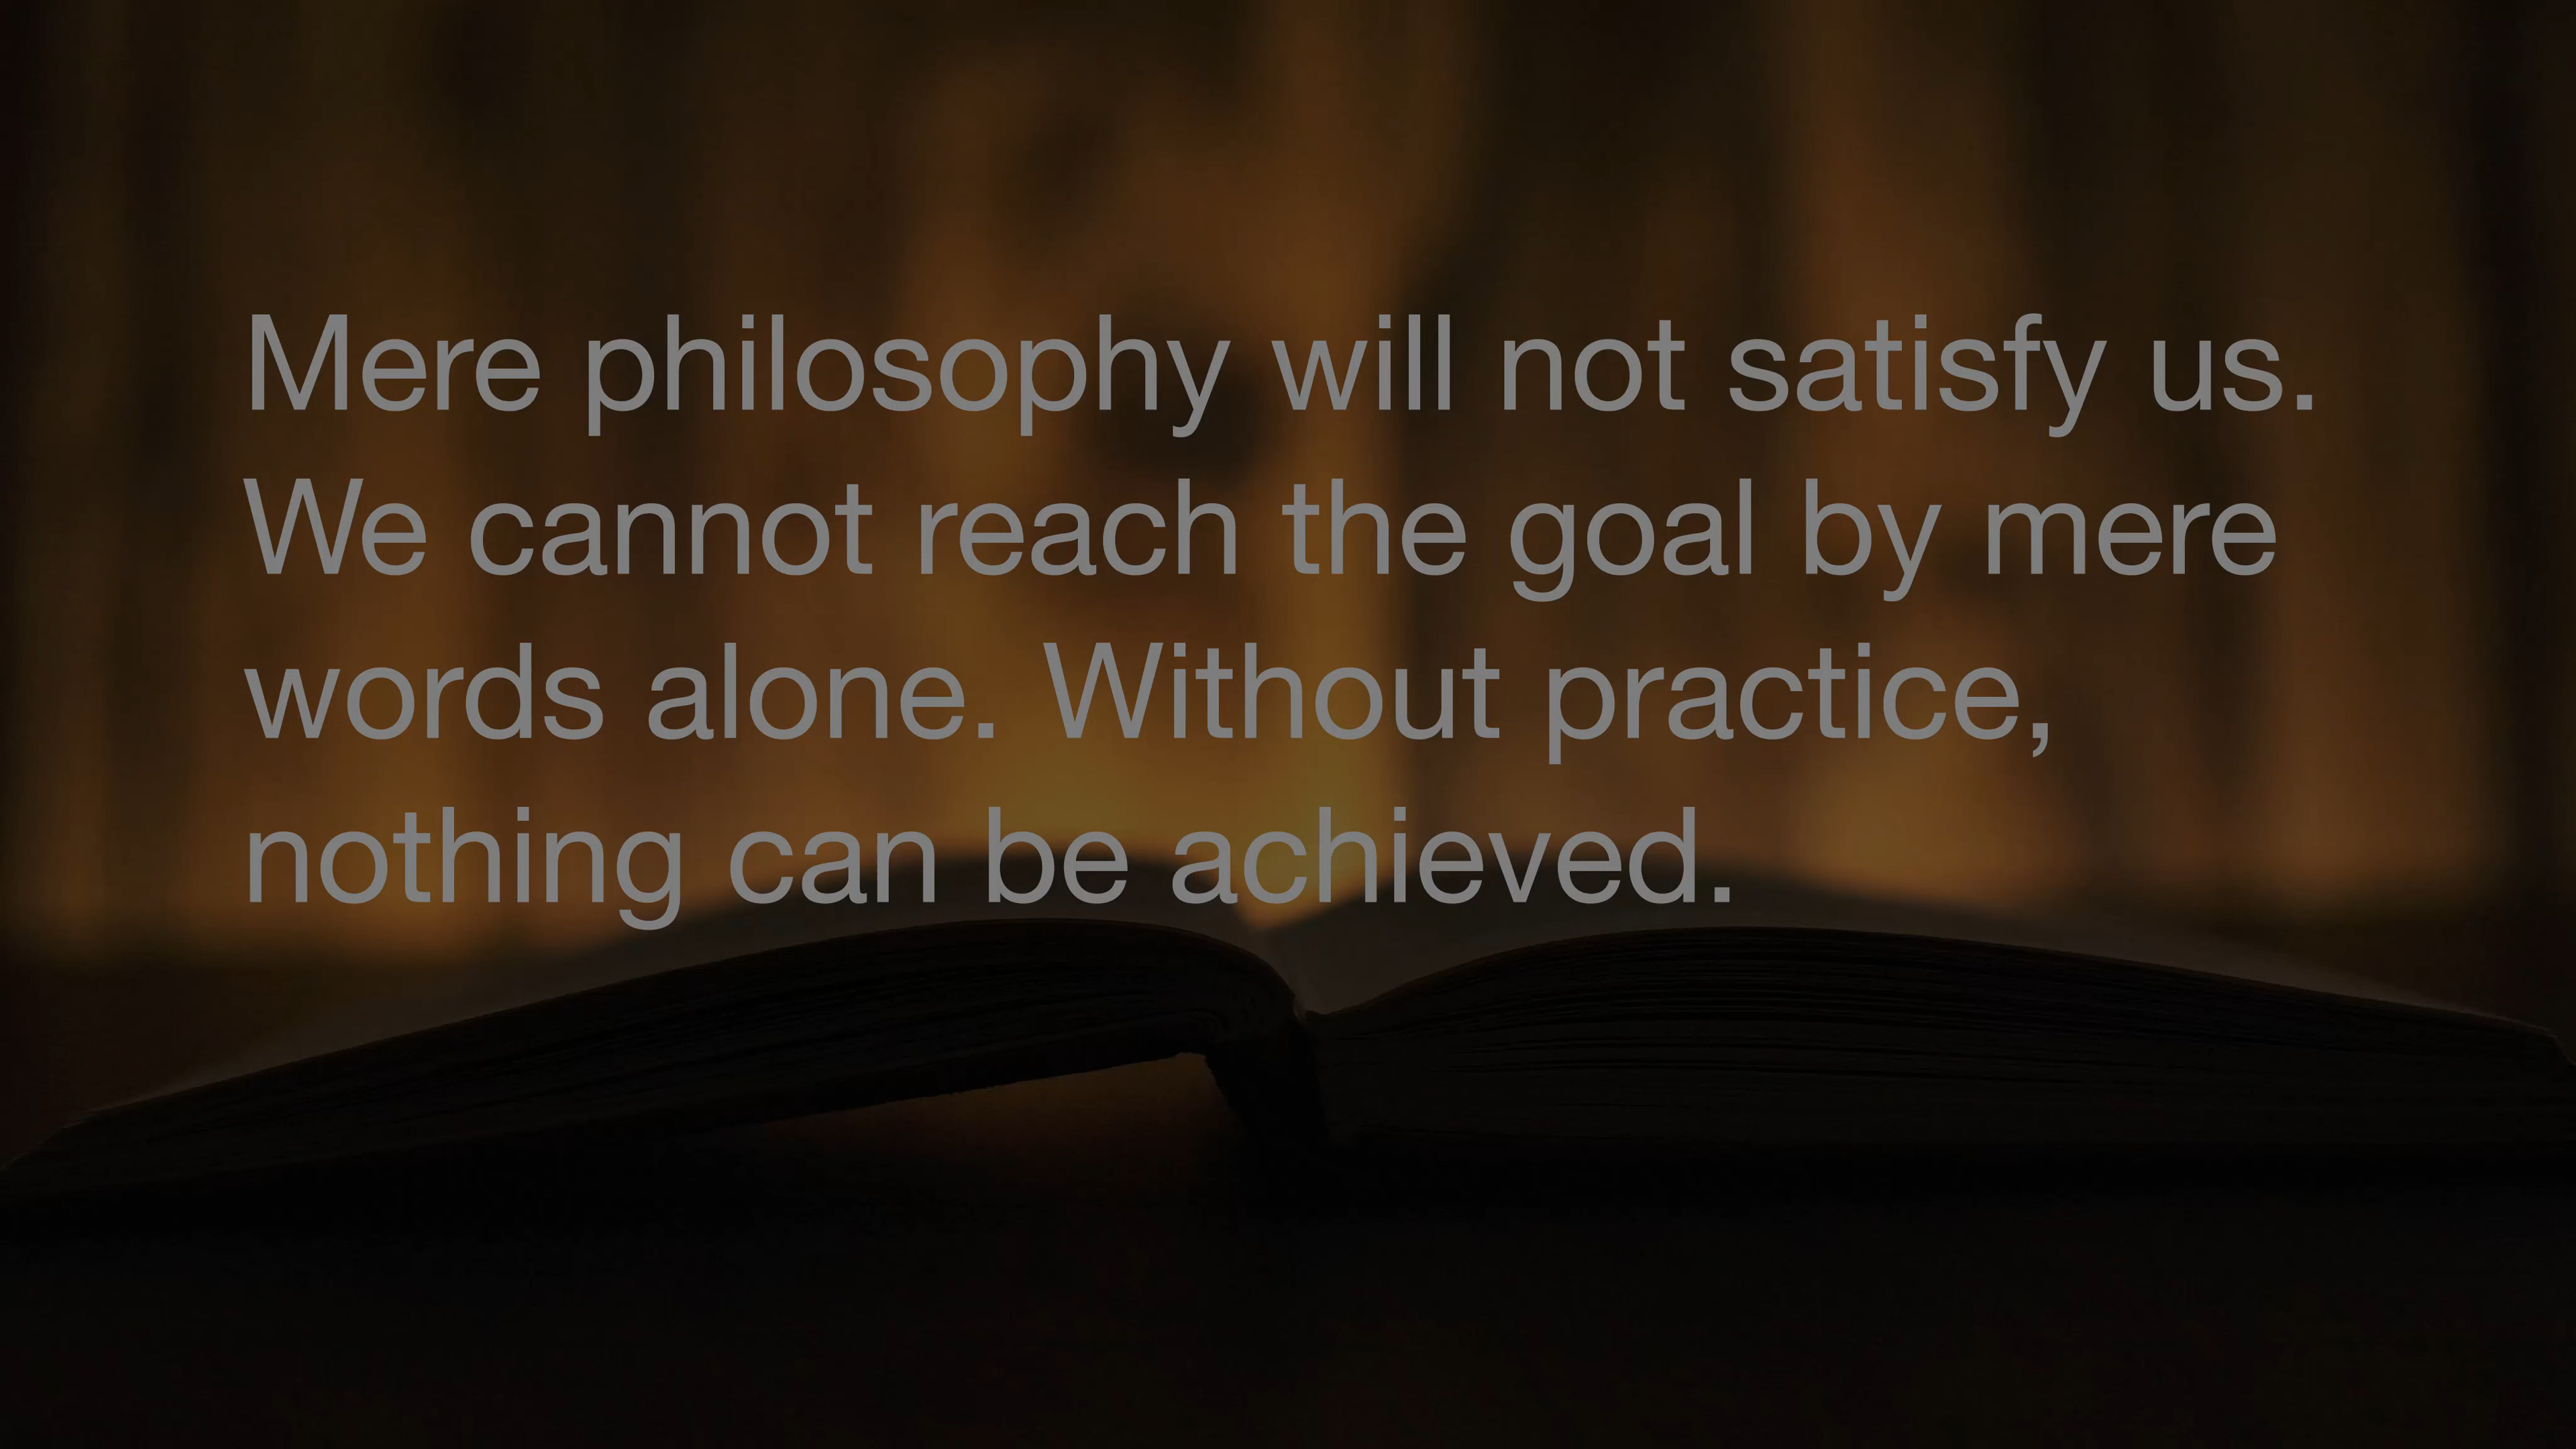 Mere philosophy will not satisfy us.
We cannot reach the goal by mere
words alone. Without practice,
nothing can be achieved.